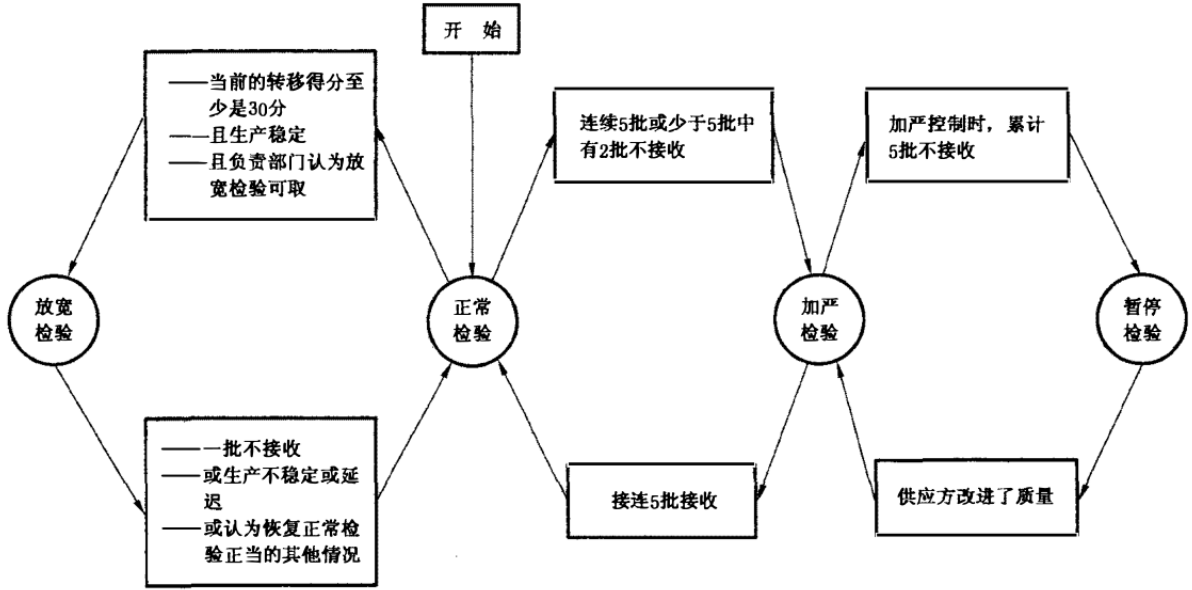 开 始
——当前的转移得分至
少是30分
——且生产稳定
——且负责部门认为放
宽检验可取
连续5批或少于5批中
有2批不接收
加严控制时，累计
5批不接收
放宽
检验
正常
检验
加严
检验
暂停
检验
——一批不接收
——或生产不稳定或延
迟
——或认为恢复正常检
验正当的其他情况
接连5批接收
供应方改进了质量